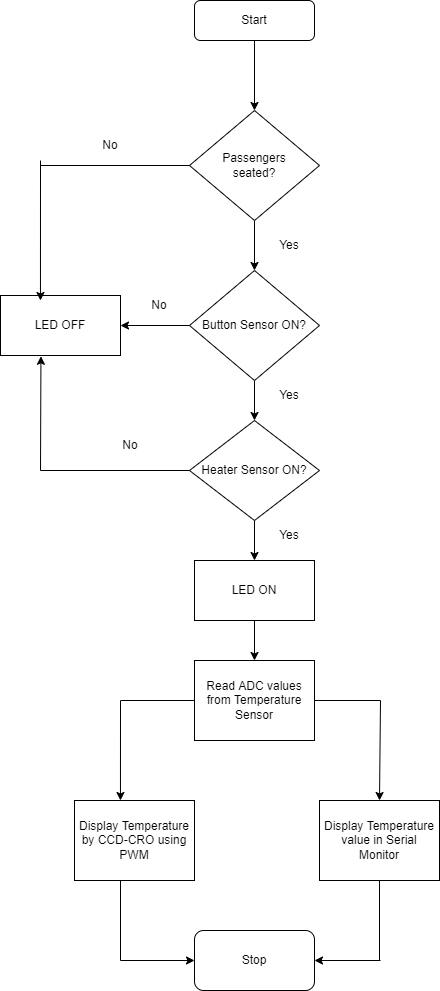 Start
Passengers
seated?
No
Yes
LED OFF
No
Button Sensor ON?
Yes
No
Heater Sensor ON?
Yes
LED ON
Read ADC values
from Temperature
Sensor
Display Temperature
by CCD-CRO using
PWM
Display Temperature
value in Serial
Monitor
Stop